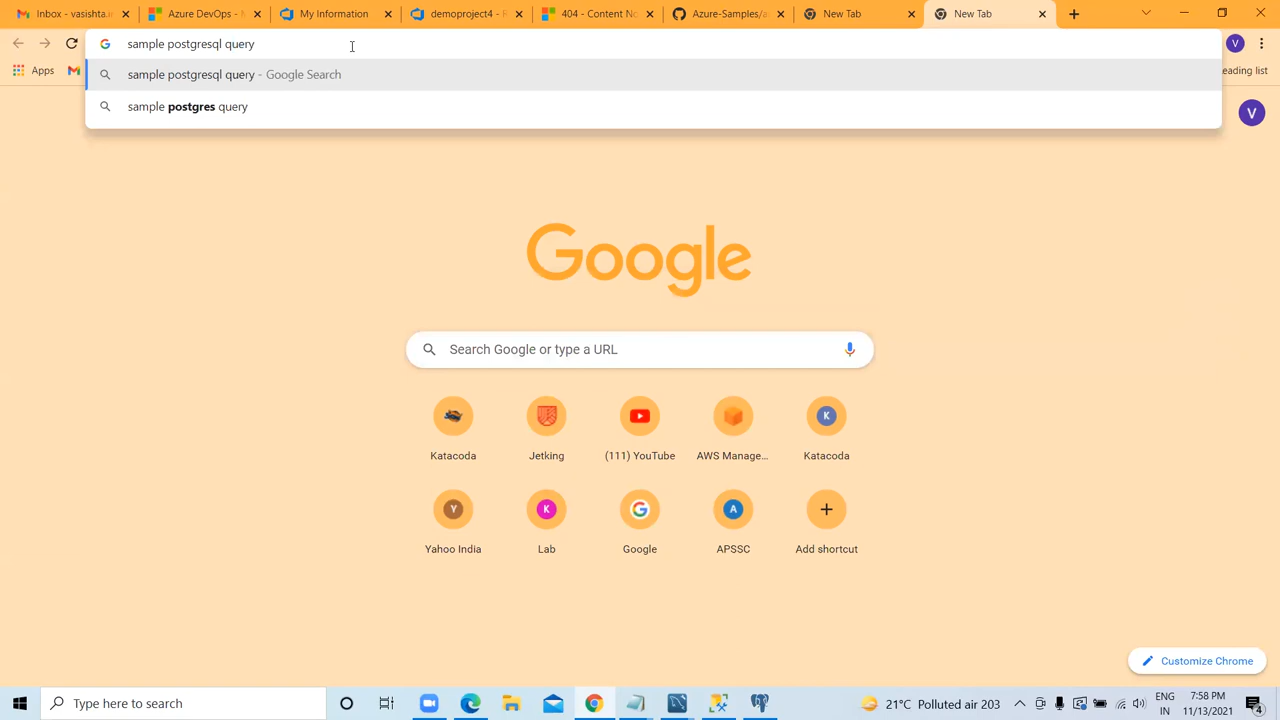 Inbox - vasishta.i
Azure DevOps - M
My Information
demoproject4 - R
404 - Content No
Azure-Samples/a
New Tab
New Tab
sample postgresql query
V
Apps
eading list
sample postgresql query - Google Search
sample postgres query
V
Google
Search Google or type a URL
K
Katacoda
Jetking
(111) YouTube
AWS Manage...
Katacoda
Y
K
A
Yahoo India
Lab
Google
APSSC
Add shortcut
Customize Chrome
Type here to search
21°C Polluted air 203
ENG
IN
7:58 PM
11/13/2021
4